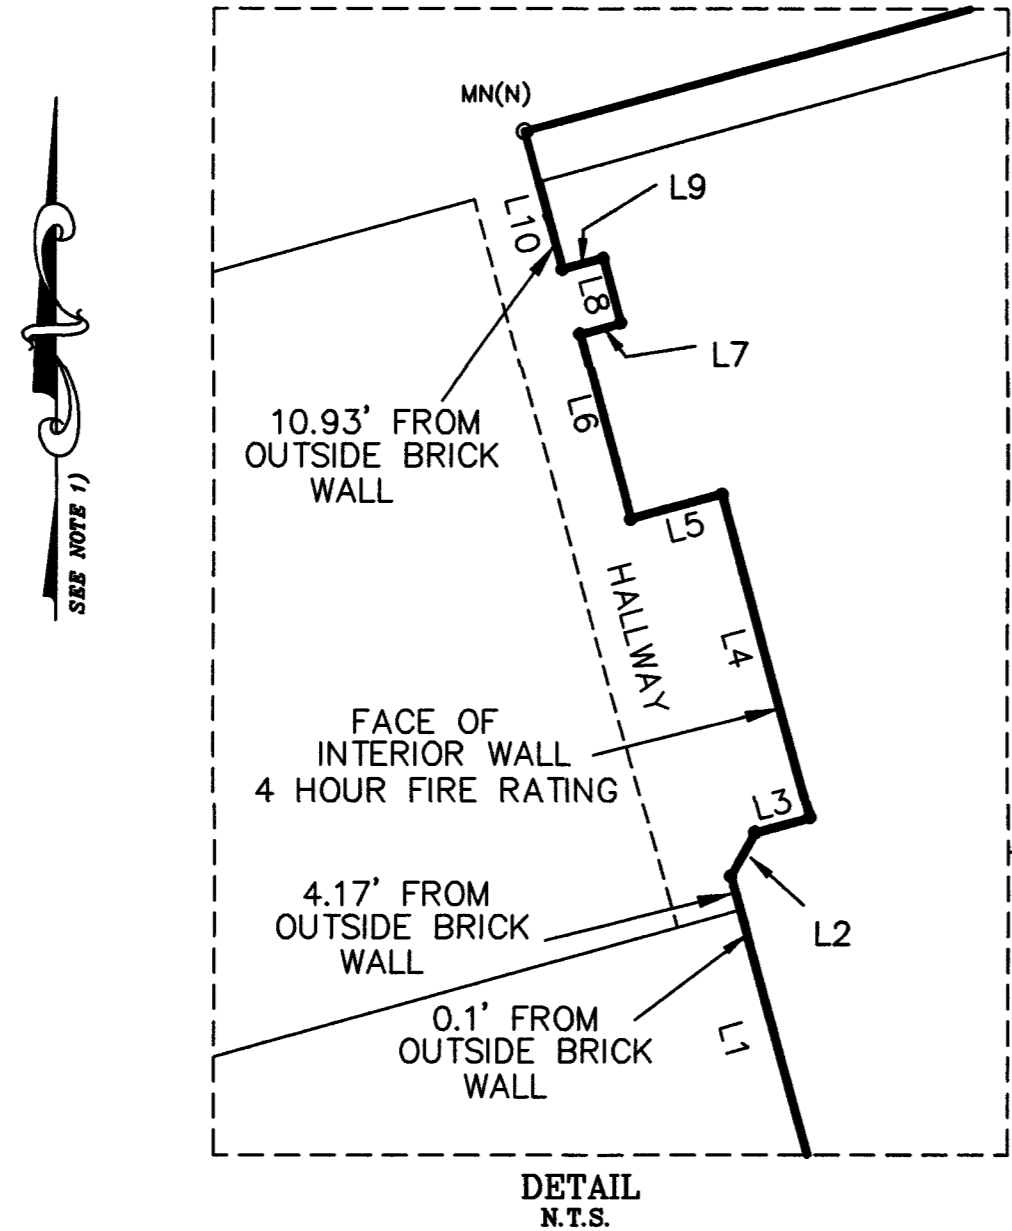 MN(N)
L9
L10
L8
L7
10.93' FROM
OUTSIDE BRICK
WALL
L6
SEE NOTE 1)
L5
HALLWAY
L4
FACE OF
INTERIOR WALL
4 HOUR FIRE RATING
L3
4.17' FROM
OUTSIDE BRICK
WALL
L2
0.1' FROM
OUTSIDE BRICK
WALL
L1
DETAIL
N.T.S.